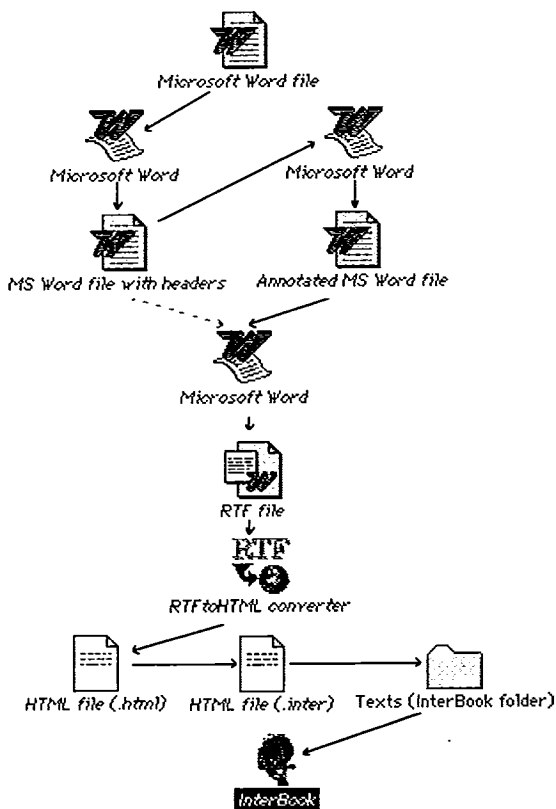 Microsoft Word file
Microsoft Word
Microsoft Word
MS Word file with headers
Annotated MS Word file
Microsoft Word
RTF file
RTF
RTFtoHTML converter
HTML file (.html)
HTML file (.inter)
Texts (InterBook folder)
InterBook